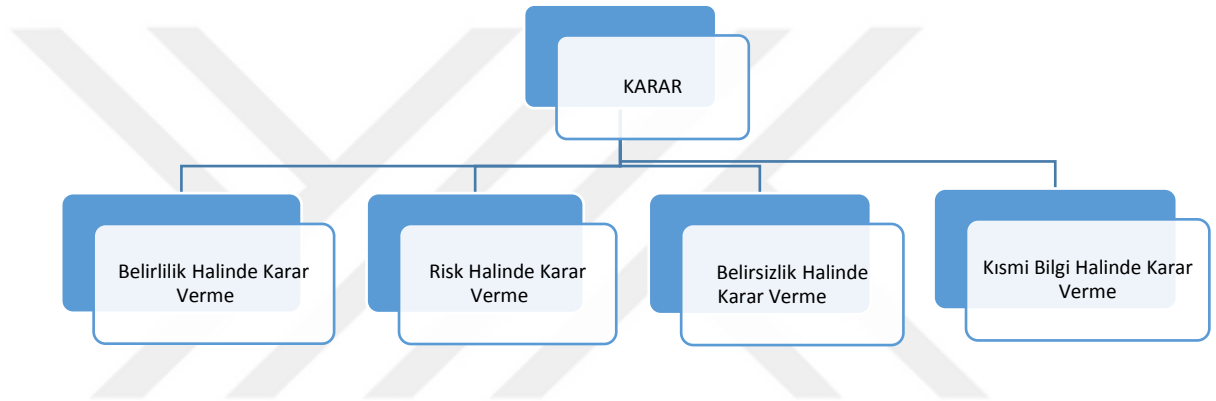 KARAR
Belirlilik Halinde Karar
Verme
Risk Halinde Karar
Verme
Belirsizlik Halinde
Karar Verme
Kısmi Bilgi Halinde Karar
Verme